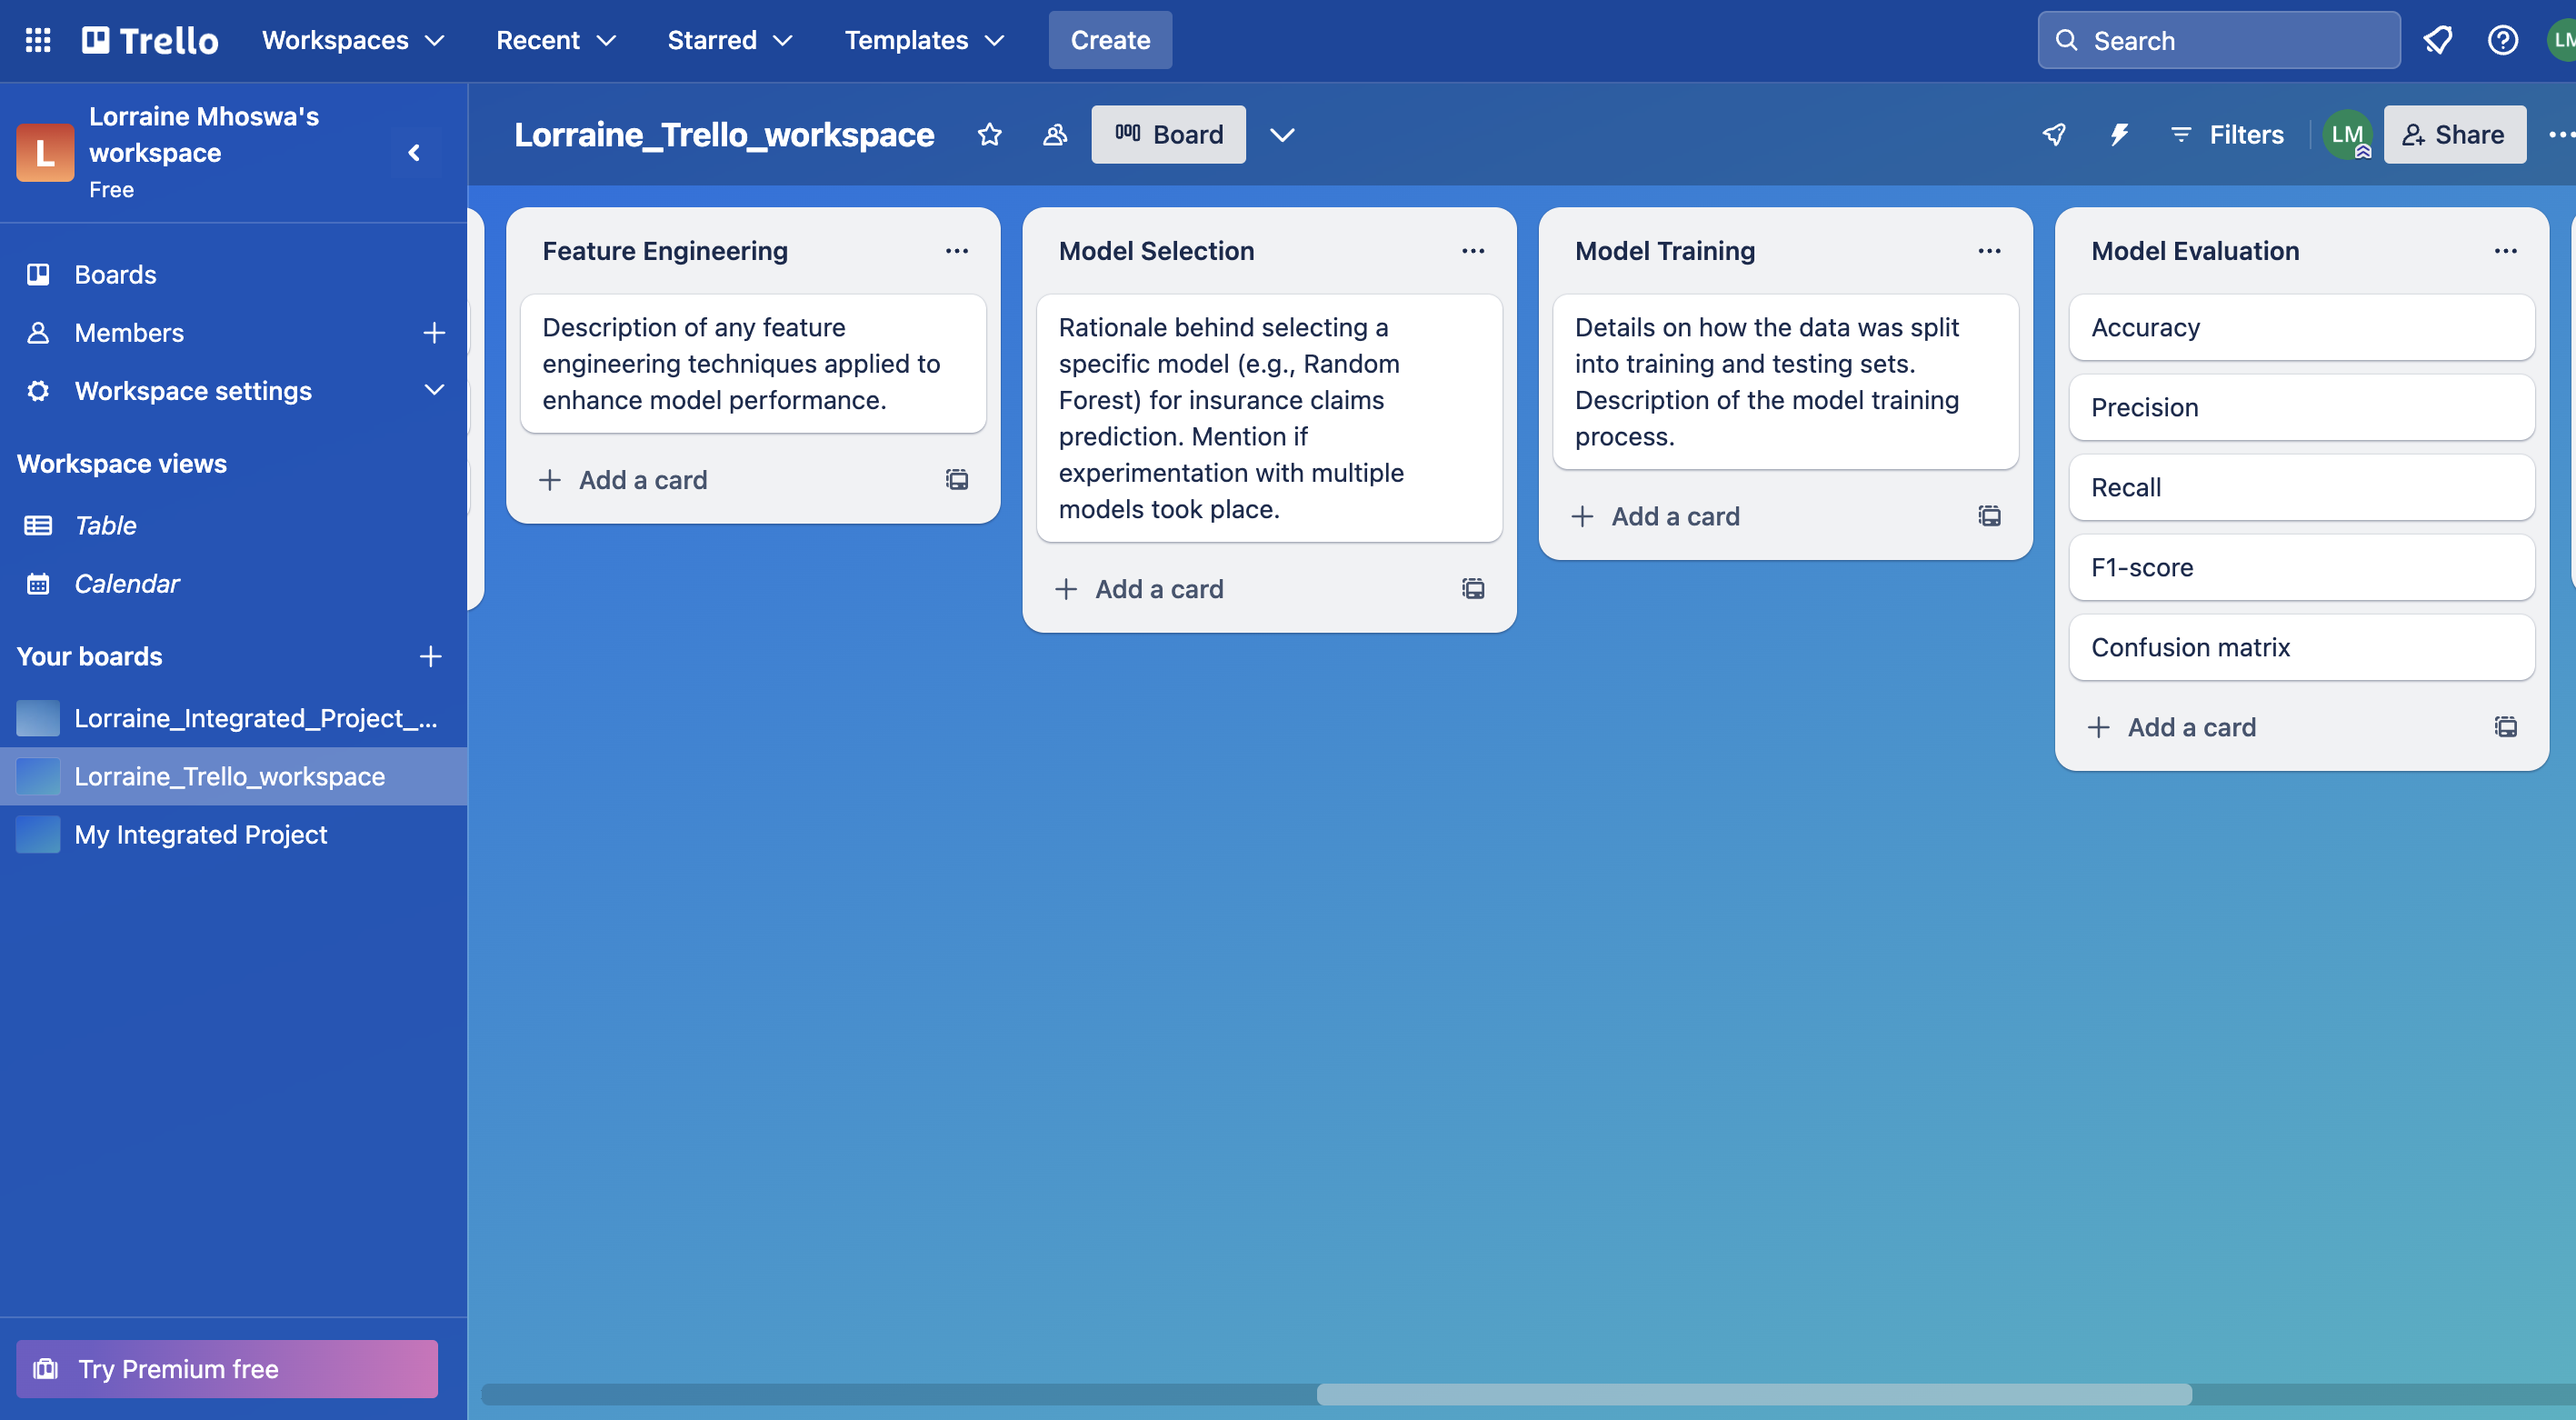 Trello
Workspaces
Recent
Starred
Templates
Create
Search
LM
L
Lorraine Mhoswa's
workspace
Free
Boards
Members
Workspace settings
Workspace views
Table
Calendar
Your boards
Lorraine_Integrated_Project_...
Lorraine_Trello_workspace
My Integrated Project
Try Premium free
Lorraine_Trello_workspace
Board
Filters
LM
Share
Feature Engineering
Description of any feature
engineering techniques applied to
enhance model performance.
Add a card
Model Selection
Rationale behind selecting a
specific model (e.g., Random
Forest) for insurance claims
prediction. Mention if
experimentation with multiple
models took place.
Add a card
Model Training
Details on how the data was split
into training and testing sets.
Description of the model training
process.
Add a card
Model Evaluation
Accuracy
Precision
Recall
F1-score
Confusion matrix
Add a card